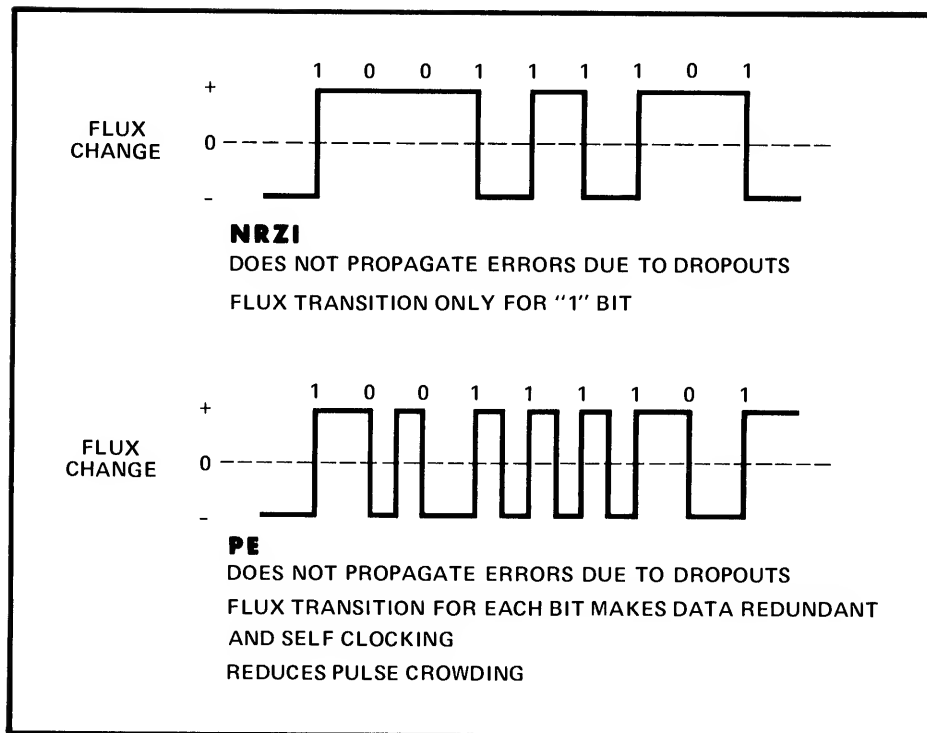 1 0 0 1 1 1 1 0 1
+
FLUX
CHANGE
0
-
NRZI
DOES NOT PROPAGATE ERRORS DUE TO DROPOUTS
FLUX TRANSITION ONLY FOR "1" BIT
1 0 0 1 1 1 1 0 1
+
FLUX
CHANGE
0
-
PE
DOES NOT PROPAGATE ERRORS DUE TO DROPOUTS
FLUX TRANSITION FOR EACH BIT MAKES DATA REDUNDANT
AND SELF CLOCKING
REDUCES PULSE CROWDING